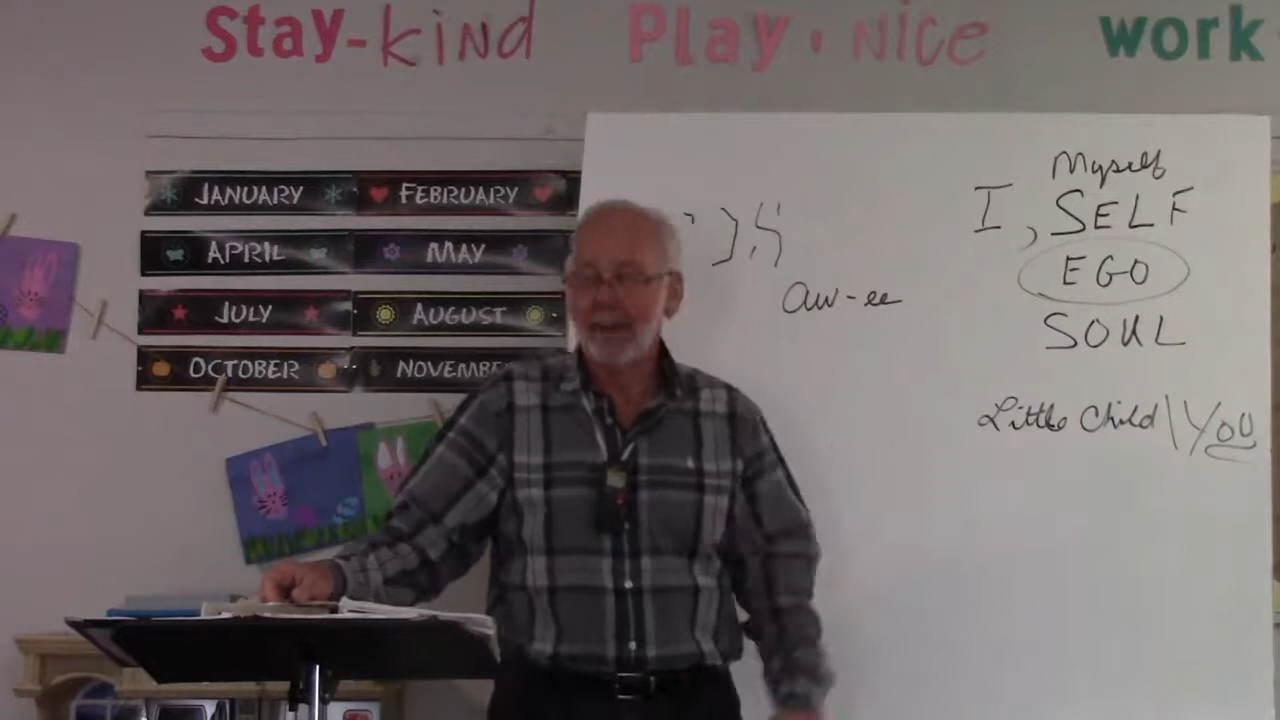 Stay-kind Play · nice work
JANUARY FEBRUARY
APRIL MAY
JULY AUGUST
OCTOBER NOVEMBE
aw-ee
Myself
I, SELF
EGO
SOUL
Little Child \ YOU